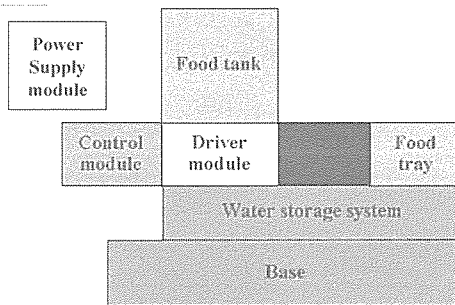 Power
Supply
module
Food tank
Control
module
Driver
module
Food
tray
Water storage system
Base